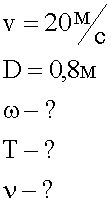 v = 20 м/с
D = 0,8м
ω – ?
T – ?
ν – ?